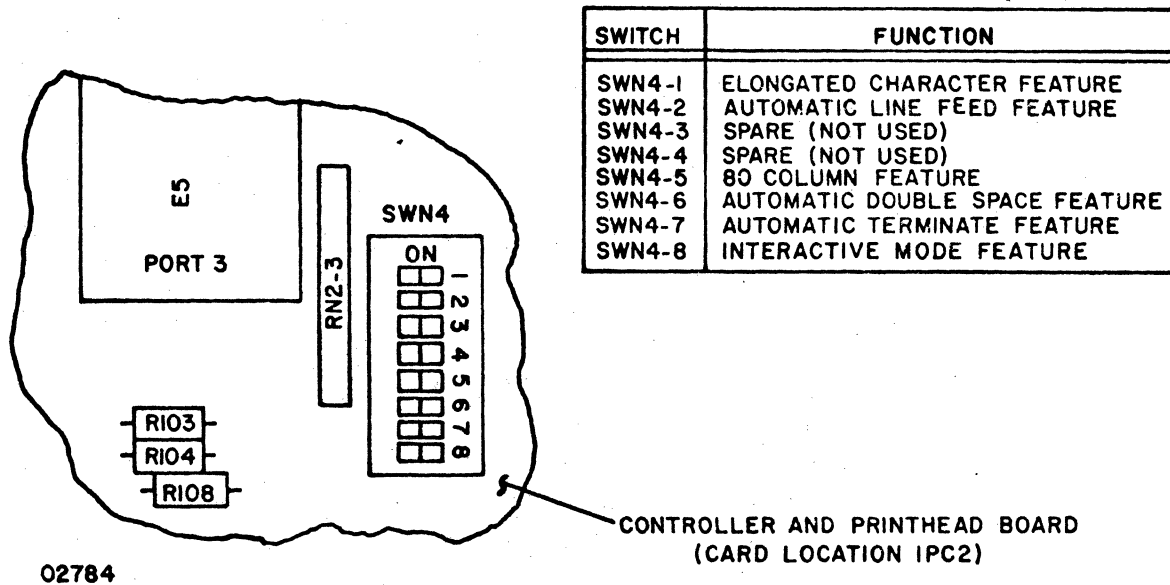 SWITCH FUNCTION
SWN4-1 ELONGATED CHARACTER FEATURE
SWN4-2 AUTOMATIC LINE FEED FEATURE
SWN4-3 SPARE (NOT USED)
SWN4-4 SPARE (NOT USED)
SWN4-5 80 COLUMN FEATURE
SWN4-6 AUTOMATIC DOUBLE SPACE FEATURE
SWN4-7 AUTOMATIC TERMINATE FEATURE
SWN4-8 INTERACTIVE MODE FEATURE
E5
PORT 3
RN2-3
SWN4
ON
1
2
3
4
5
6
7
8
R103
R104
R108
CONTROLLER AND PRINTHEAD BOARD
(CARD LOCATION 1PC2)
02784